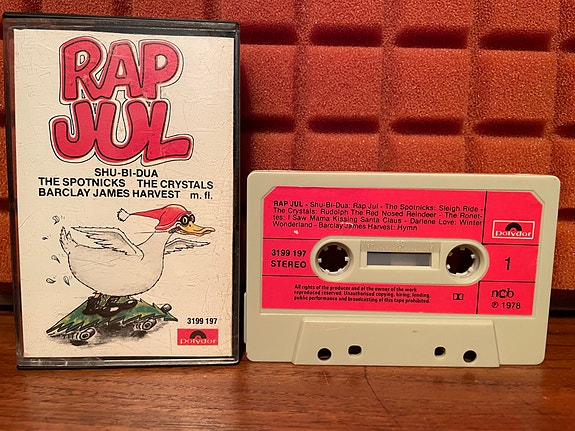 RAP
JUL
SHU-BI-DUA
THE SPOTNICKS THE CRYSTALS
BARCLAY JAMES HARVEST m. fl.
3199 197
polydor
RAP JUL - Shu-Bi-Dua: Rap Jul - The Spotnicks: Sleigh Ride -
The Crystals: Rudolph The Red Nosed Reindeer - The Ronet-
tes: I Saw Mama Kissing Santa Claus - Darlene Love: Winter
Wonderland - Barclay James Harvest: Hymn
polydor
3199 197
STEREO
1
All rights of the producer and of the owner of the work
reproduced reserved. Unauthorised copying, hiring, lending,
public performance and broadcasting of this tape prohibited.
ncb
℗ 1978